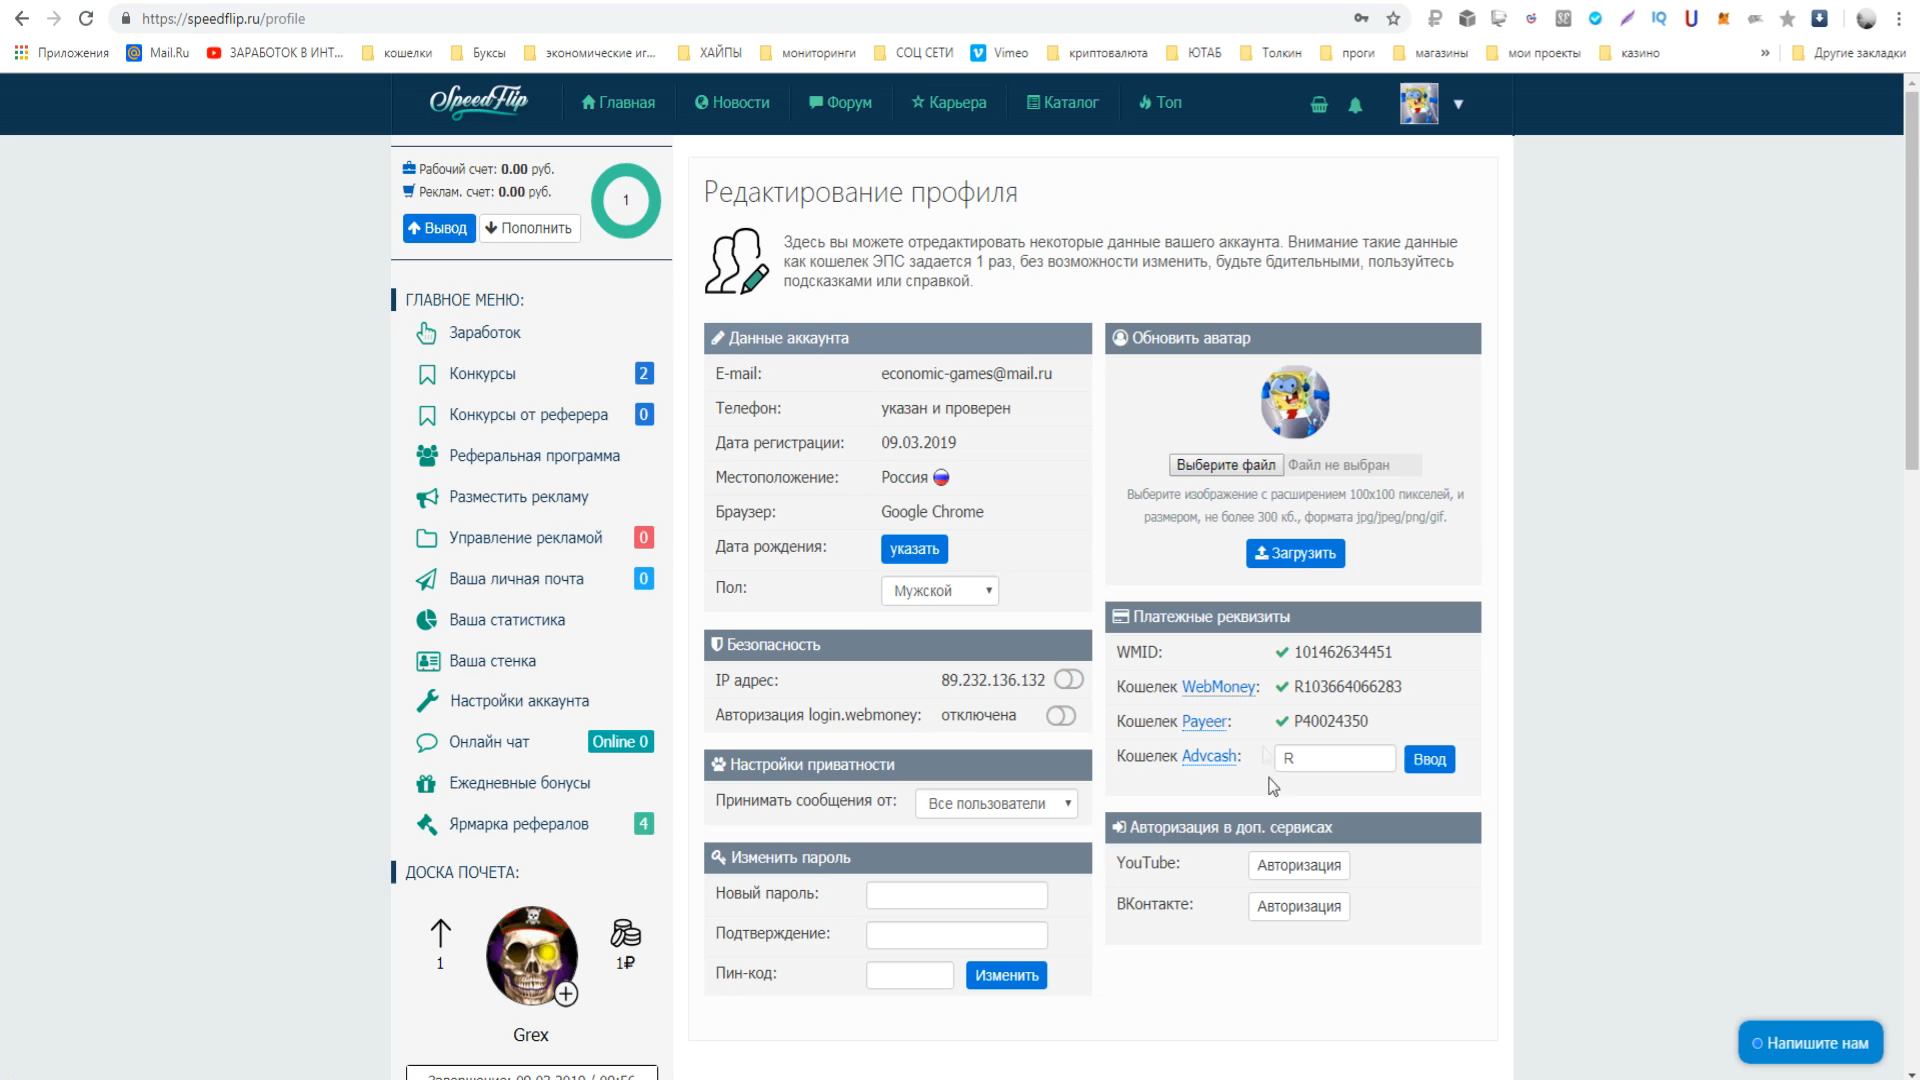 https://speedflip.ru/profile
Приложения
Mail.Ru
ЗАРАБОТОК В ИНТ...
кошелки
Буксы
экономические иг...
ХАЙПЫ
мониторинги
СОЦ СЕТИ
Vimeo
криптовалюта
ЮТАБ
Толкин
проги
магазины
мои проекты
казино
»
Другие закладки
SpeedFlip
Главная
Новости
Форум
Карьера
Каталог
Топ
Рабочий счет: 0.00 руб.
Реклам. счет: 0.00 руб.
Вывод
Пополнить
1
ГЛАВНОЕ МЕНЮ:
Заработок
Конкурсы 2
Конкурсы от реферера 0
Реферальная программа
Разместить рекламу
Управление рекламой 0
Ваша личная почта 0
Ваша статистика
Ваша стенка
Настройки аккаунта
Онлайн чат Online 0
Ежедневные бонусы
Ярмарка рефералов 4
ДОСКА ПОЧЕТА:
1
1₽
Grex
Завершение: 09.03.2019 / 09:56
Редактирование профиля
Здесь вы можете отредактировать некоторые данные вашего аккаунта. Внимание такие данные
как кошелек ЭПС задается 1 раз, без возможности изменить, будьте бдительными, пользуйтесь
подсказками или справкой.
Данные аккаунта
E-mail: economic-games@mail.ru
Телефон: указан и проверен
Дата регистрации: 09.03.2019
Местоположение: Россия
Браузер: Google Chrome
Дата рождения: указать
Пол: Мужской
Безопасность
IP адрес: 89.232.136.132
Авторизация login.webmoney: отключена
Настройки приватности
Принимать сообщения от: Все пользователи
Изменить пароль
Новый пароль:
Подтверждение:
Пин-код: Изменить
Обновить аватар
Выберите файл Файл не выбран
Выберите изображение с расширением 100х100 пикселей, и
размером, не более 300 кб., формата jpg/jpeg/png/gif.
Загрузить
Платежные реквизиты
WMID: 101462634451
Кошелек WebMoney: R103664066283
Кошелек Payeer: P40024350
Кошелек Advcash: R Ввод
Авторизация в доп. сервисах
YouTube: Авторизация
ВКонтакте: Авторизация
Напишите нам